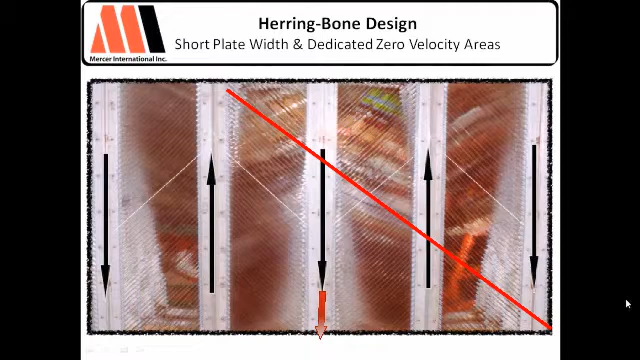 Herring-Bone Design
Short Plate Width & Dedicated Zero Velocity Areas
Mercer International Inc.